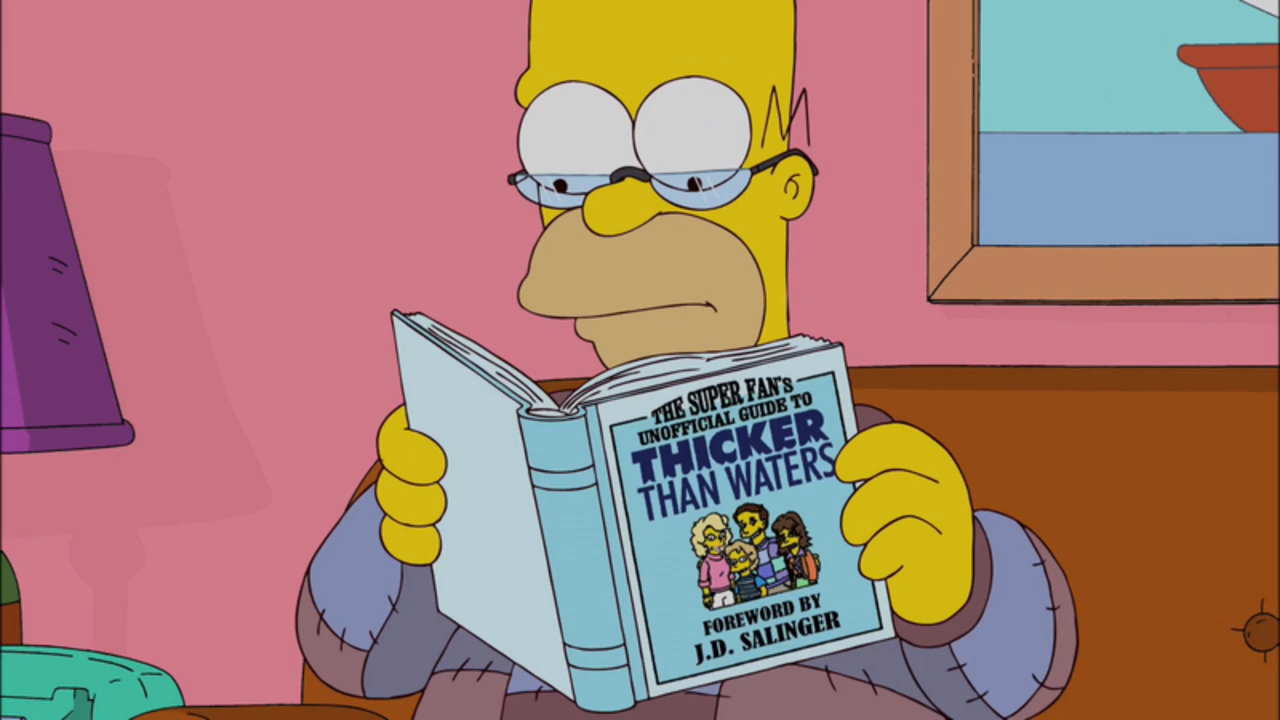 THE SUPER FAN'S
UNOFFICIAL GUIDE TO
THICKER
THAN WATERS
FOREWORD BY
J.D. SALINGER